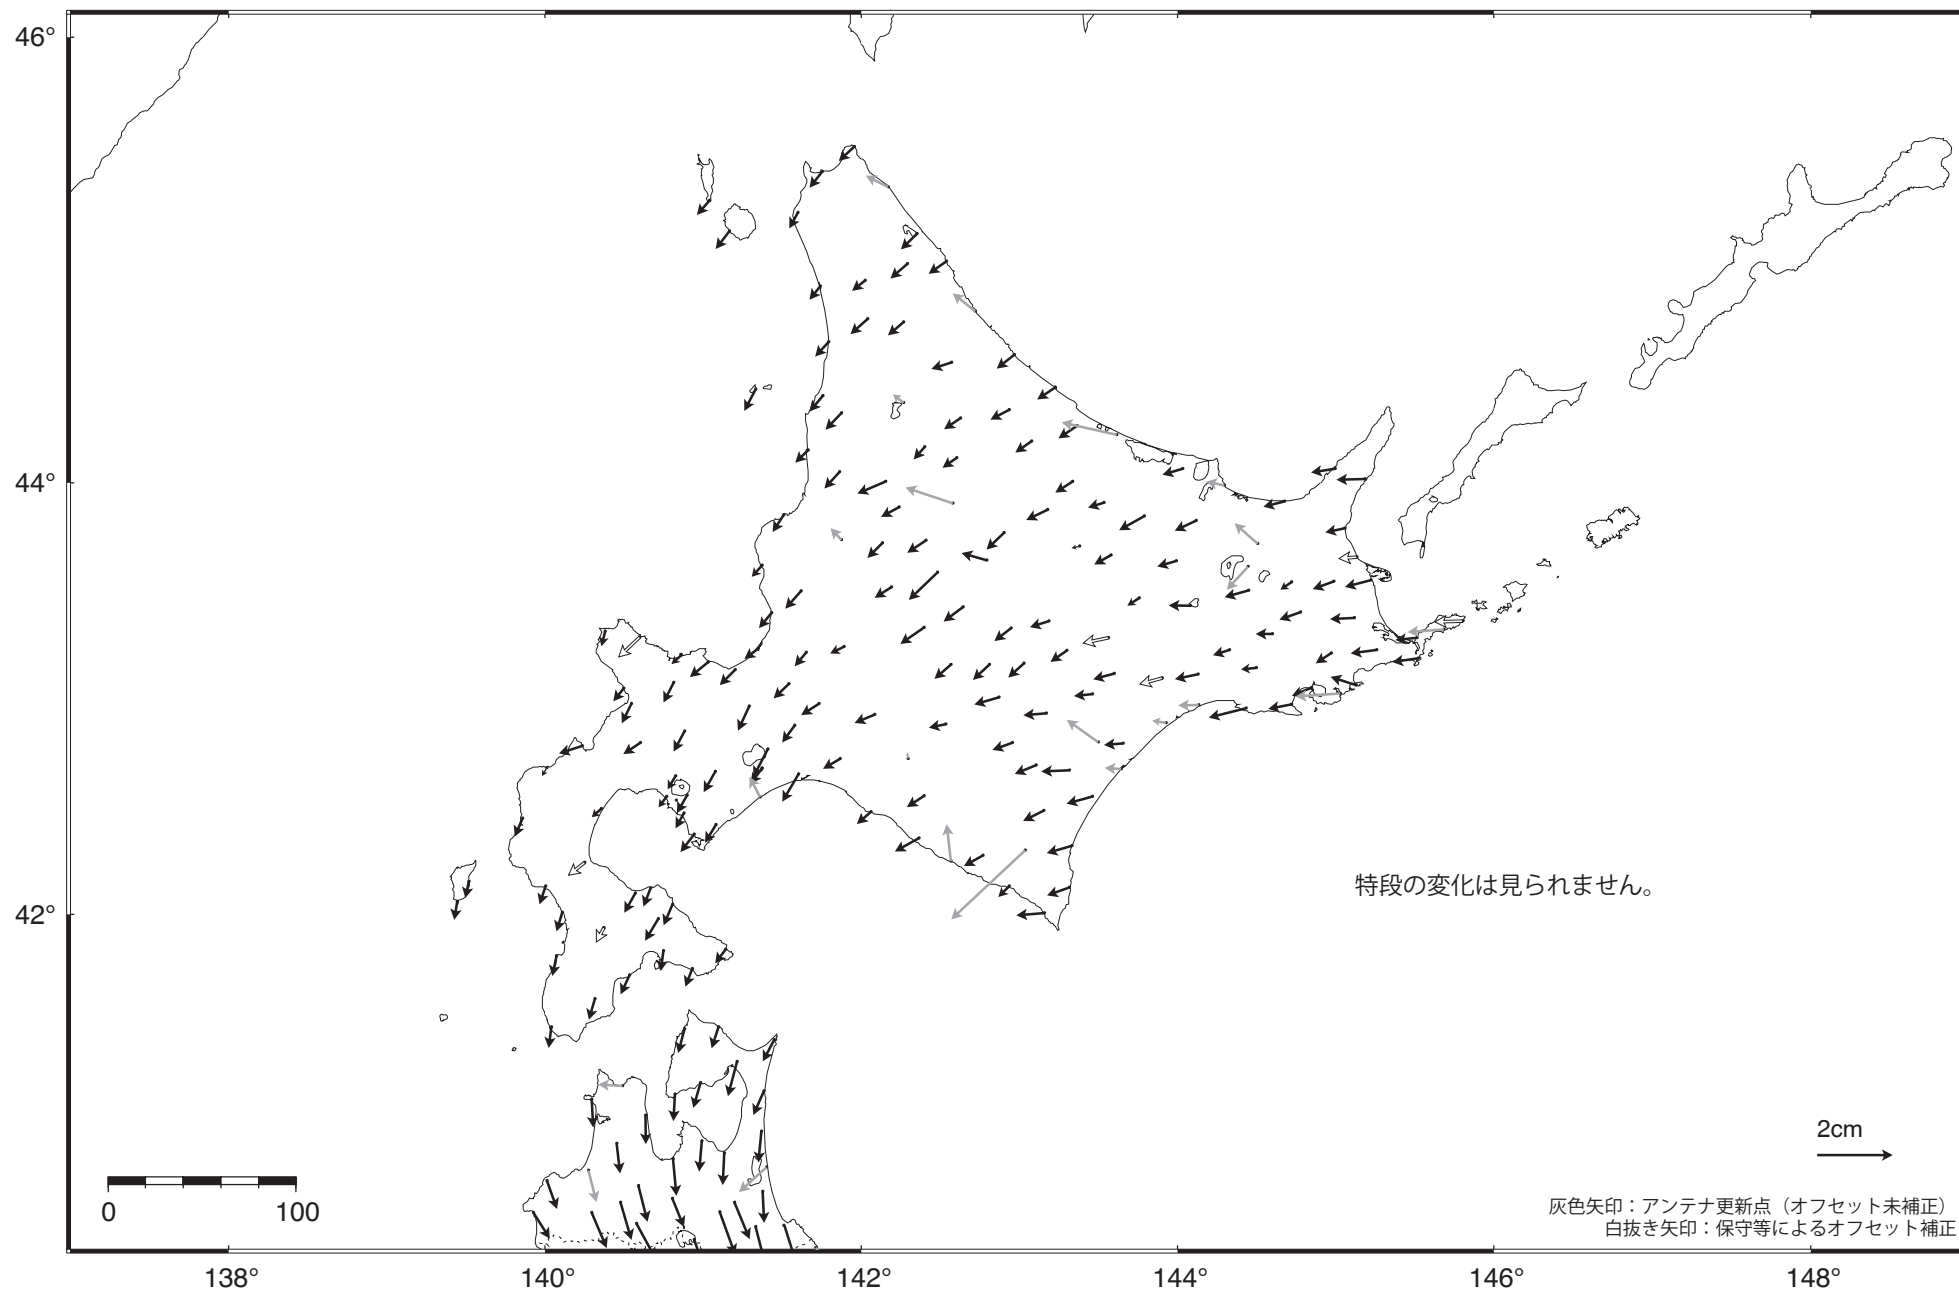 46°
44°
42°
特段の変化は見られません。
2cm
0 100
灰色矢印：アンテナ更新点（オフセット未補正）
白抜き矢印：保守等によるオフセット補正
138° 140° 142° 144° 146° 148°